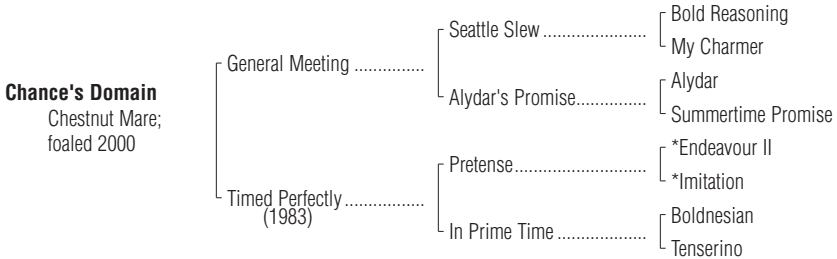 Chance's Domain
Chestnut Mare;
foaled 2000
General Meeting ...............
Timed Perfectly .................
(1983)
Seattle Slew ......................
Alydar's Promise...............
Pretense............................
In Prime Time ...................
Bold Reasoning
My Charmer
Alydar
Summertime Promise
*Endeavour II
*Imitation
Boldnesian
Tenserino